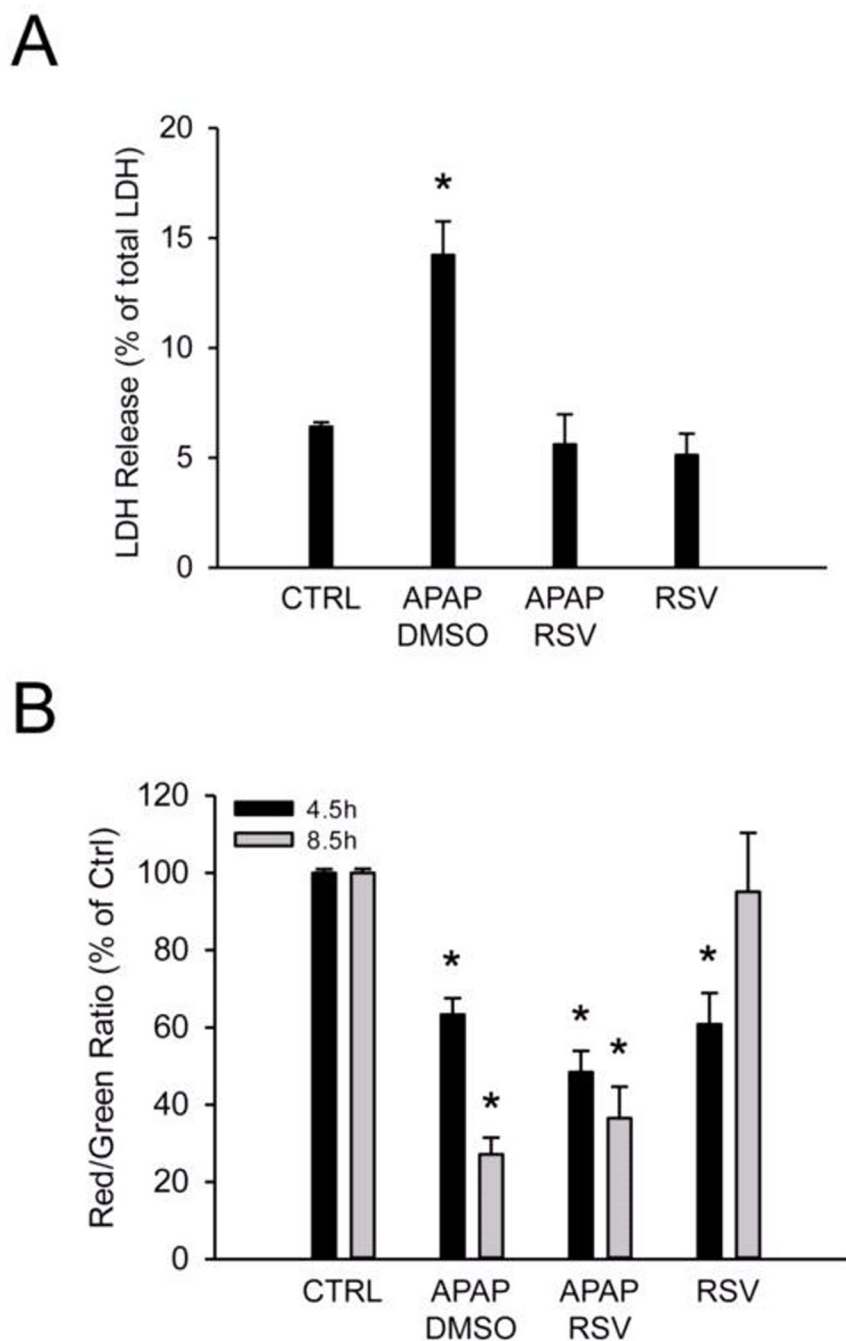 A
LDH Release (% of total LDH)
20
15
10
5
0
*
CTRL APAP APAP RSV
DMSO RSV
B
Red/Green Ratio (% of Ctrl)
120
100
80
60
40
20
0
4.5h
8.5h
* * * * *
CTRL APAP APAP RSV
DMSO RSV